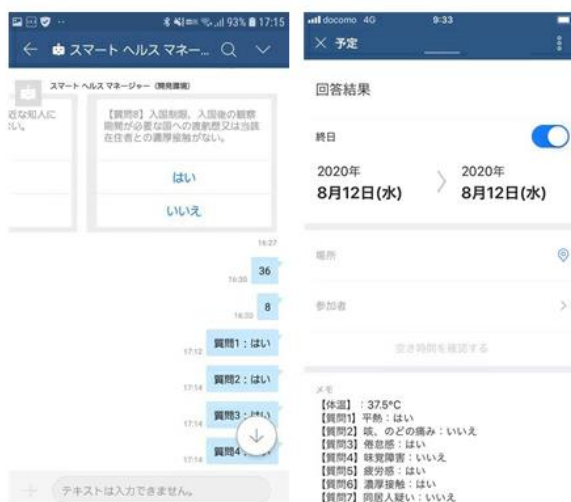 93% 17:15
スマート ヘルス マネー...
スマート ヘルス マネージャー (開発環境)
近な知人に
ない。
【質問8】入国制限、入国後の観察
期間が必要な国への渡航歴又は当該
在住者との濃厚接触がない。
はい
いいえ
16:27
36
16:30
8
16:30
質問1:はい
17:12
質問2:はい
17:14
質問3:はい
17:14
質問4
17:14
テキストは入力できません。
docomo 4G 9:33
予定
回答結果
終日
2020年
8月12日(水)
2020年
8月12日(水)
場所
参加者
空き時間を確認する
メモ
【体温】:37.5°C
【質問1】平熱:はい
【質問2】咳、のどの痛み:いいえ
【質問3】倦怠感:はい
【質問4】味覚障害:いいえ
【質問5】疲労感:はい
【質問6】濃厚接触:はい
【質問7】同居人疑い:いいえ